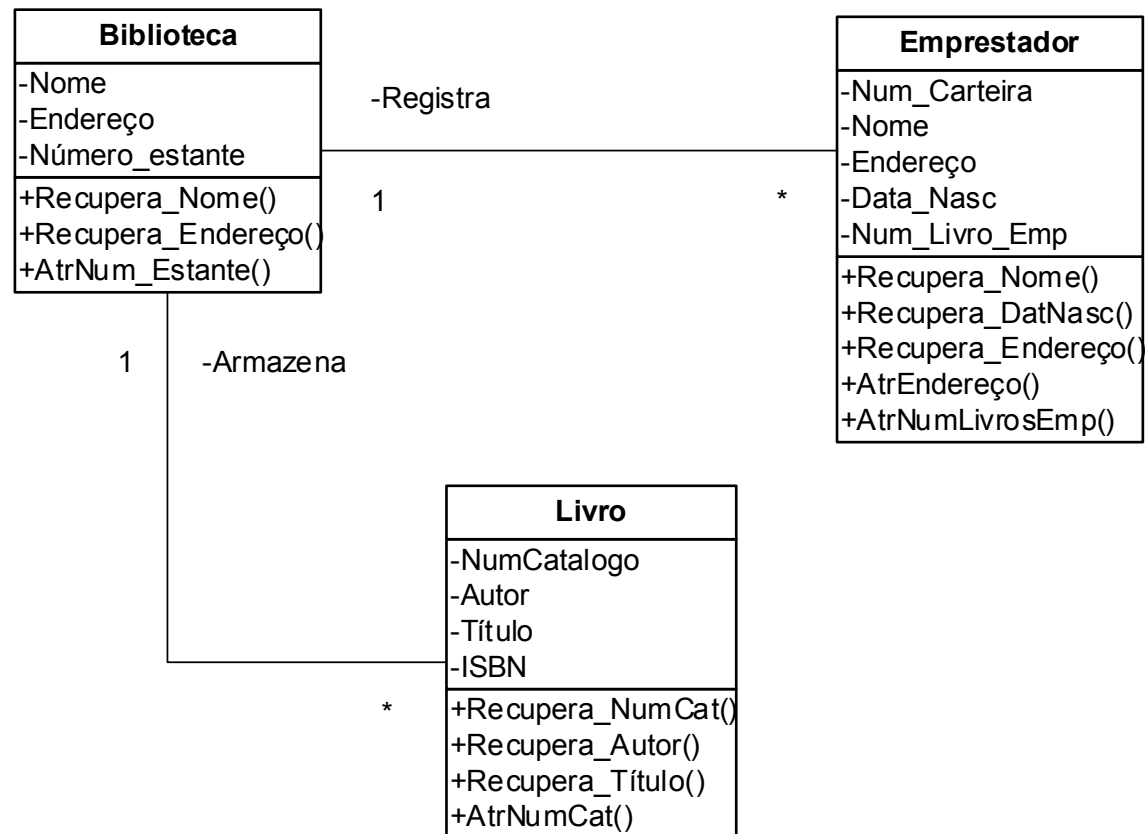 Biblioteca
-Nome
-Endereço
-Número_estante
+Recupera_Nome()
+Recupera_Endereço()
+AtrNum_Estante()
-Registra
1
*
Emprestador
-Num_Carteira
-Nome
-Endereço
-Data_Nasc
-Num_Livro_Emp
+Recupera_Nome()
+Recupera_DatNasc()
+Recupera_Endereço()
+AtrEndereço()
+AtrNumLivrosEmp()
1
-Armazena
*
Livro
-NumCatalogo
-Autor
-Título
-ISBN
+Recupera_NumCat()
+Recupera_Autor()
+Recupera_Título()
+AtrNumCat()